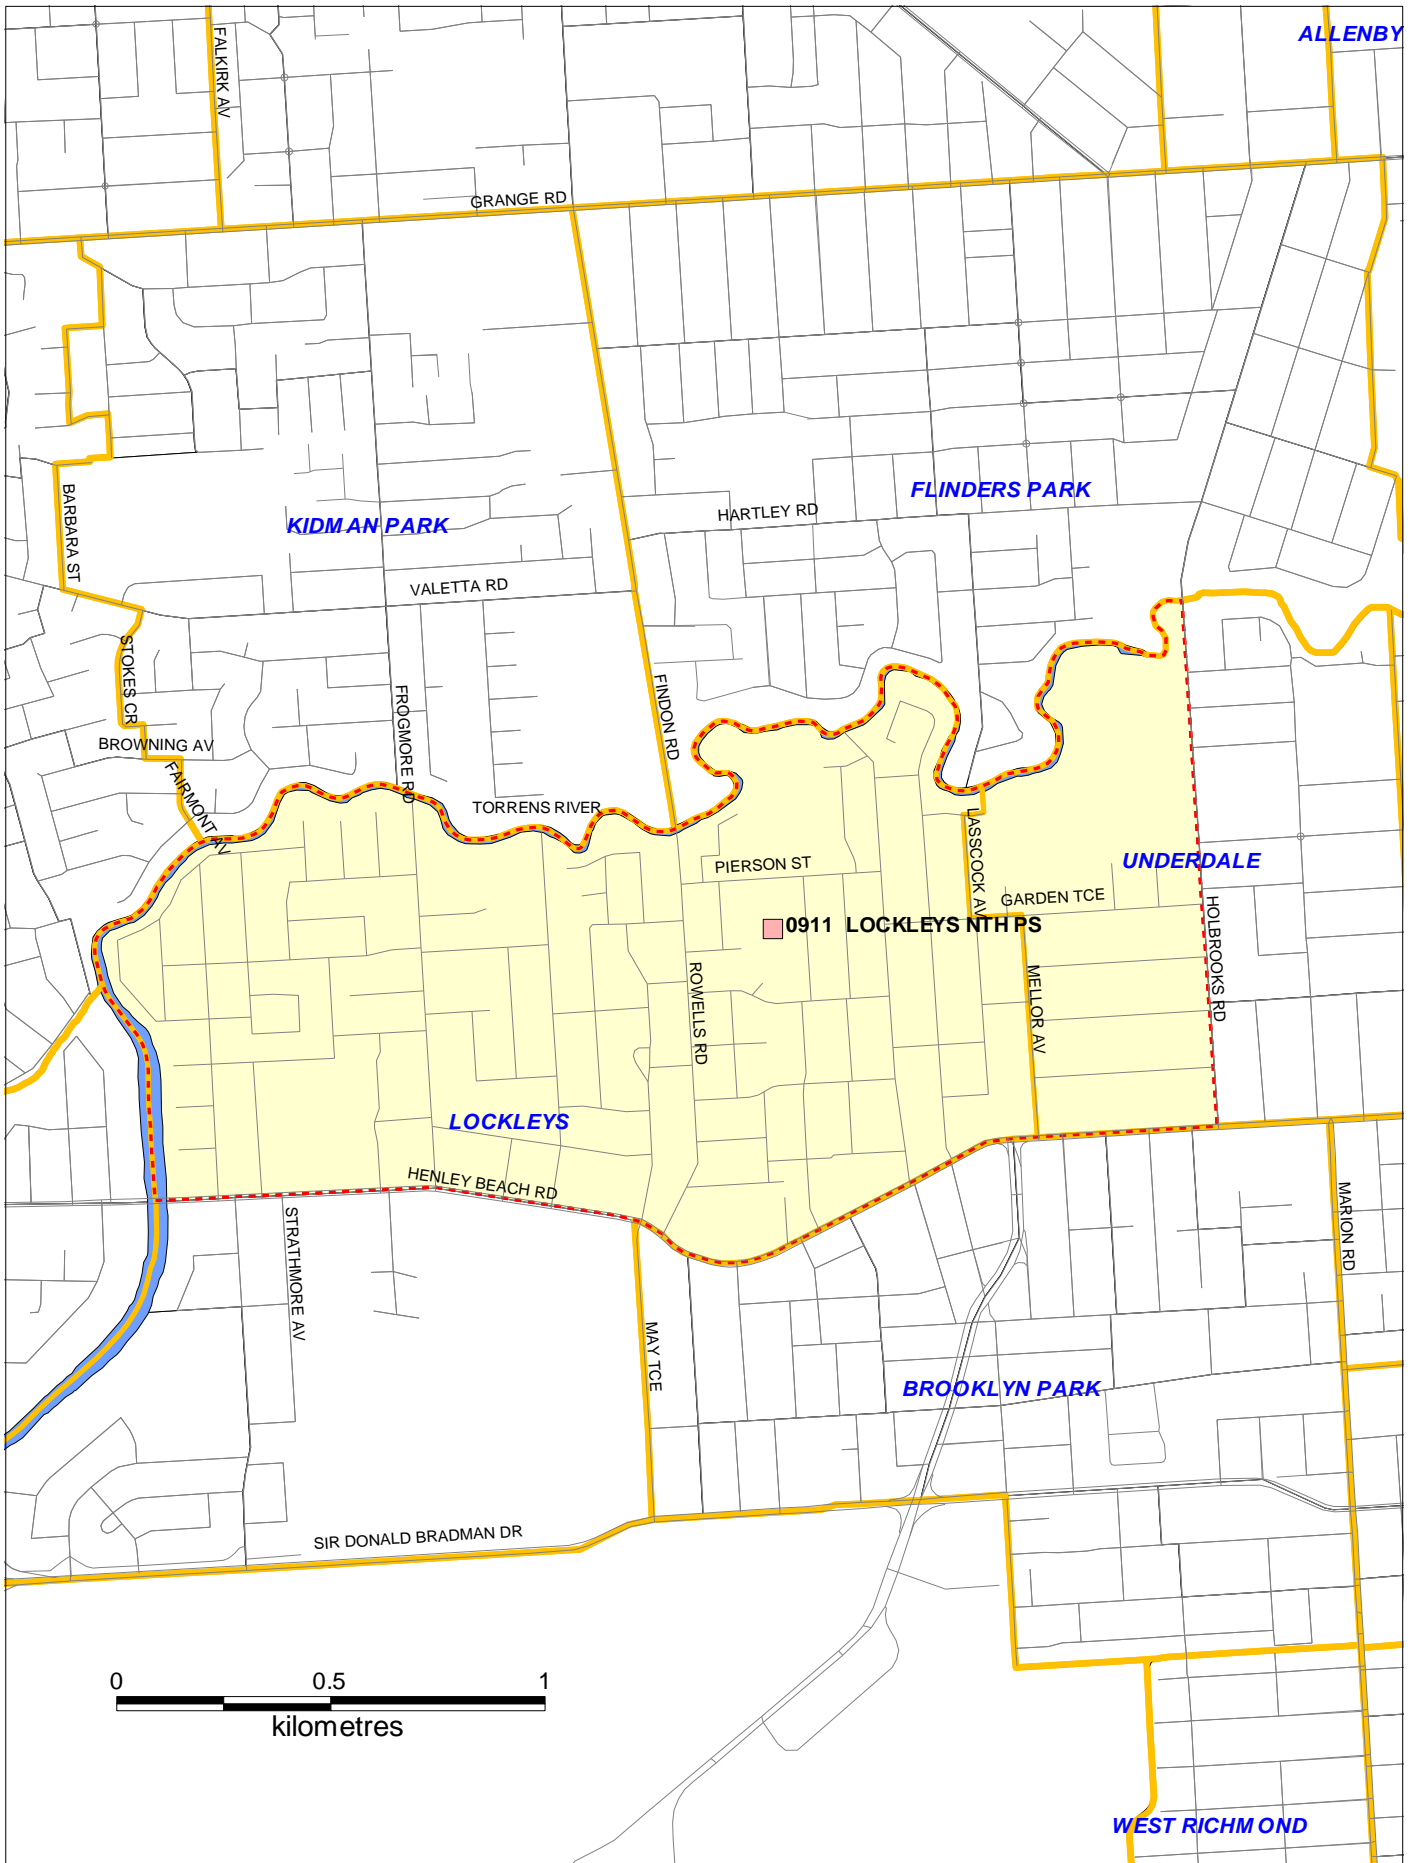 ALLENBY
FALKIRK AV
GRANGE RD
FLINDERS PARK
BARBARA ST
HARTLEY RD
KIDMAN PARK
VALETTA RD
STOKES CR
FROGMORE RD
FINDON RD
BROWNING AV
FAIRMONT AV
TORRENS RIVER
LASSCOCK AV
PIERSON ST
UNDERDALE
GARDEN TCE
HOLBROOKS RD
0911 LOCKLEYS NTH PS
ROWELLS RD
MELLOR AV
LOCKLEYS
HENLEY BEACH RD
STRATHMORE AV
MARION RD
MAY TCE
BROOKLYN PARK
SIR DONALD BRADMAN DR
0 0.5 1
kilometres
WEST RICHMOND